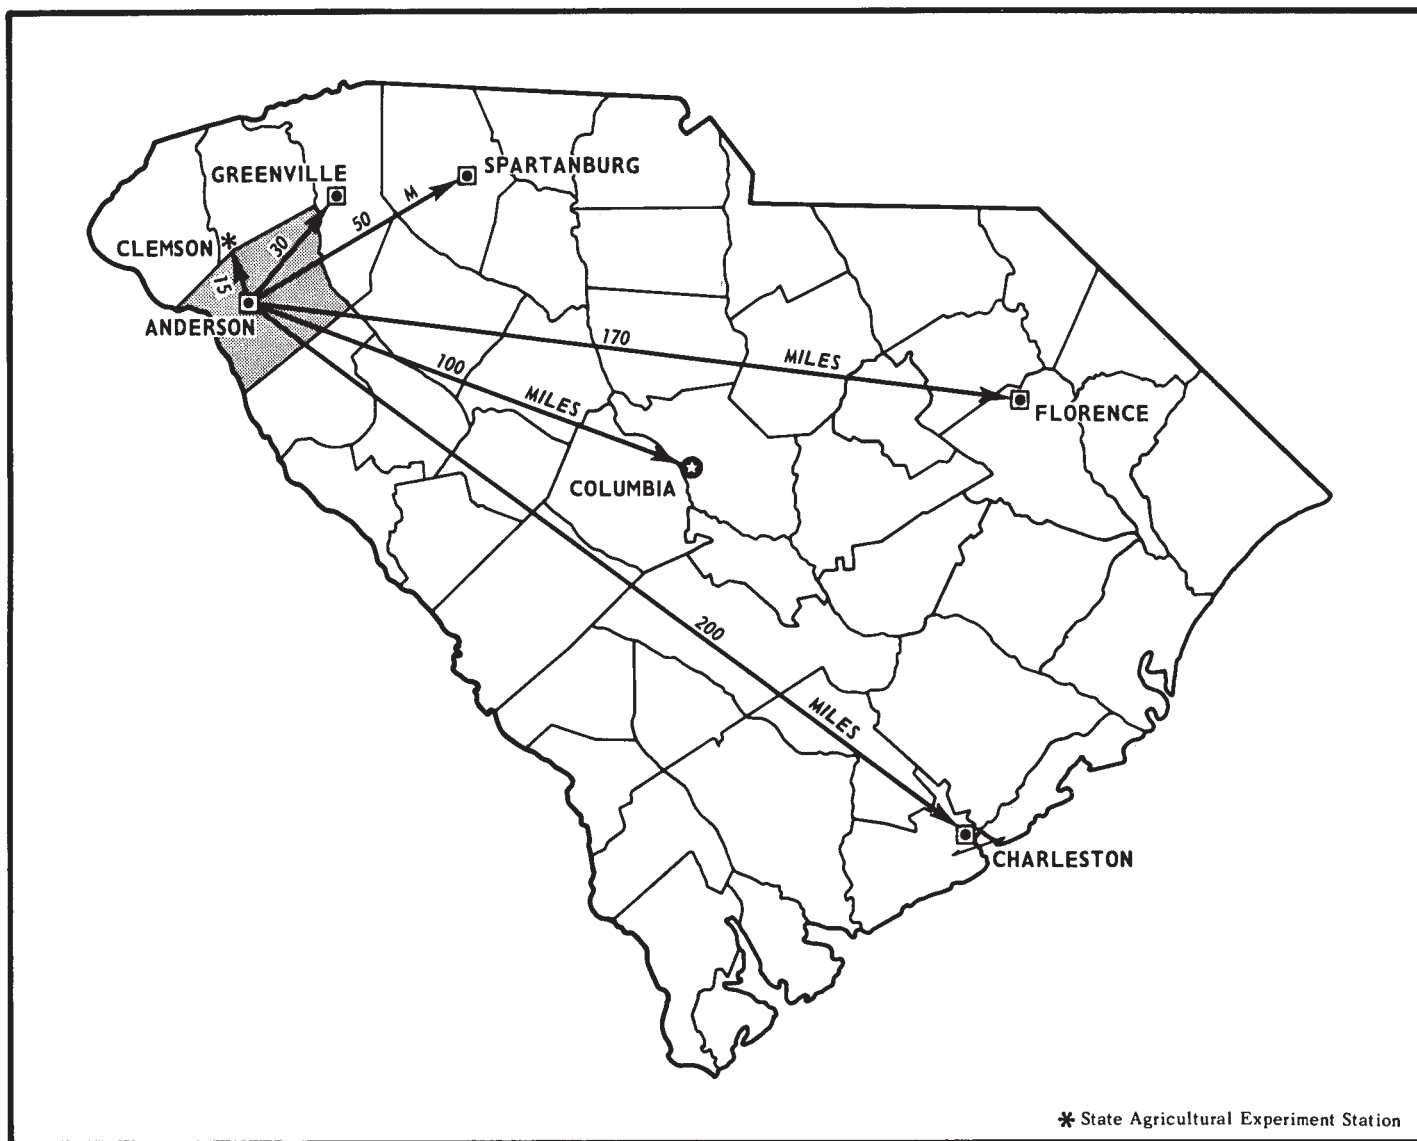 GREENVILLE
SPARTANBURG
50 M
CLEMSON *
30
15
ANDERSON
170 MILES
100 MILES
FLORENCE
COLUMBIA
200 MILES
CHARLESTON
* State Agricultural Experiment Station